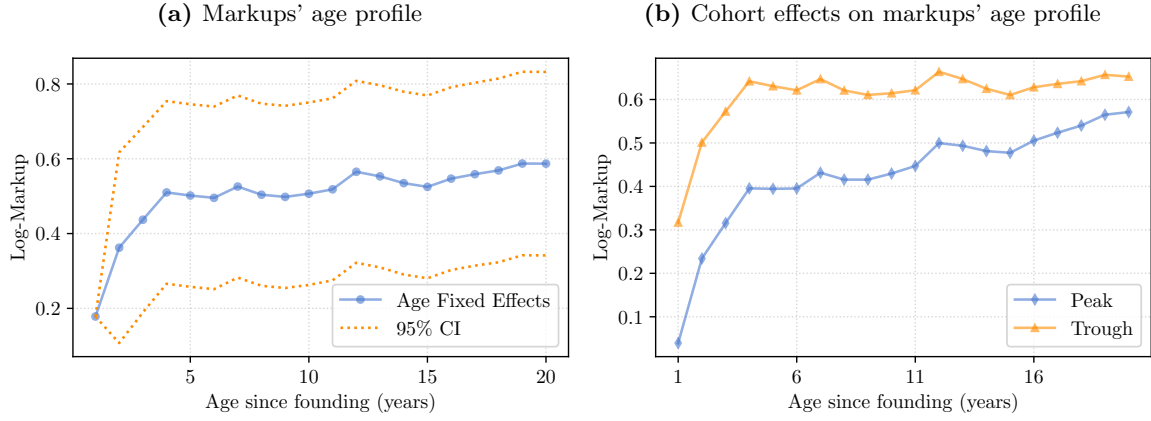 (a) Markups’ age profile
0.8
0.6
0.4
0.2
Log-Markup
Age Fixed Effects
95% CI
5
10
15
20
Age since founding (years)
(b) Cohort effects on markups’ age profile
0.6
0.5
0.4
0.3
0.2
0.1
Log-Markup
Peak
Trough
1
6
11
16
Age since founding (years)